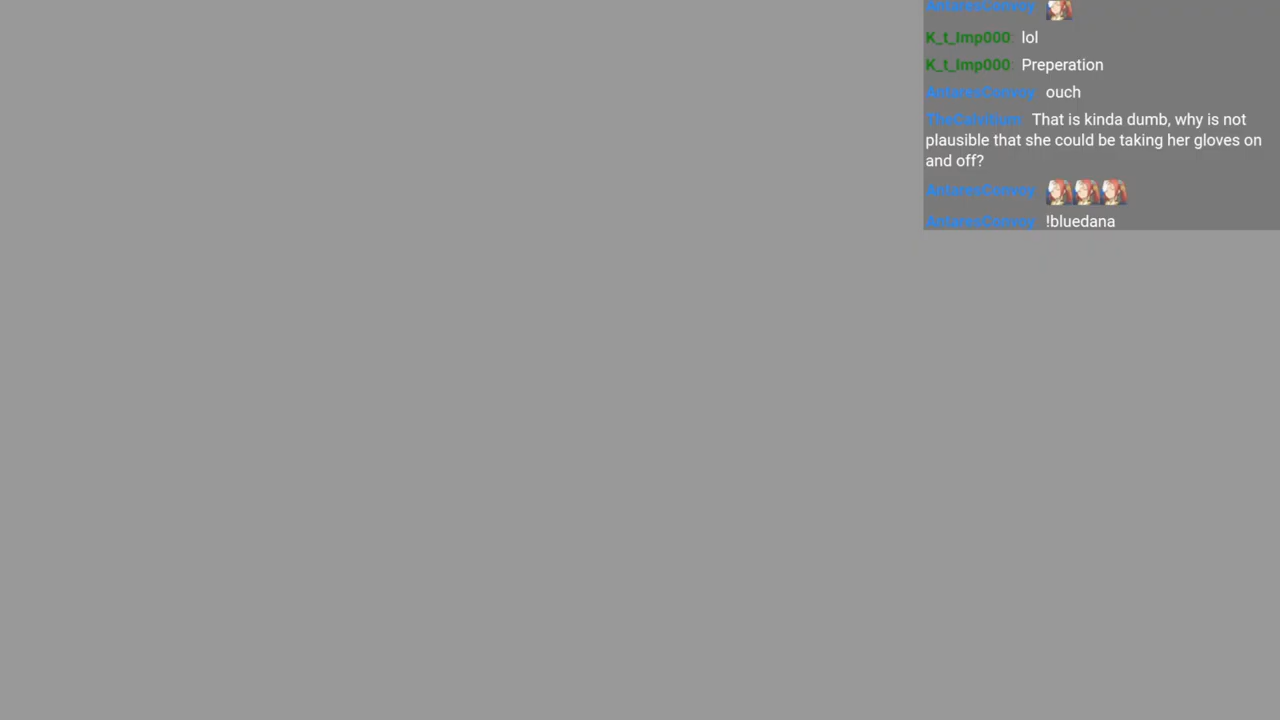 AntaresConvoy
K_t_Imp000: lol
K_t_Imp000: Preperation
AntaresConvoy ouch
TheCalvitium That is kinda dumb, why is not
plausible that she could be taking her gloves on
and off?
AntaresConvoy
AntaresConvoy !bluedana